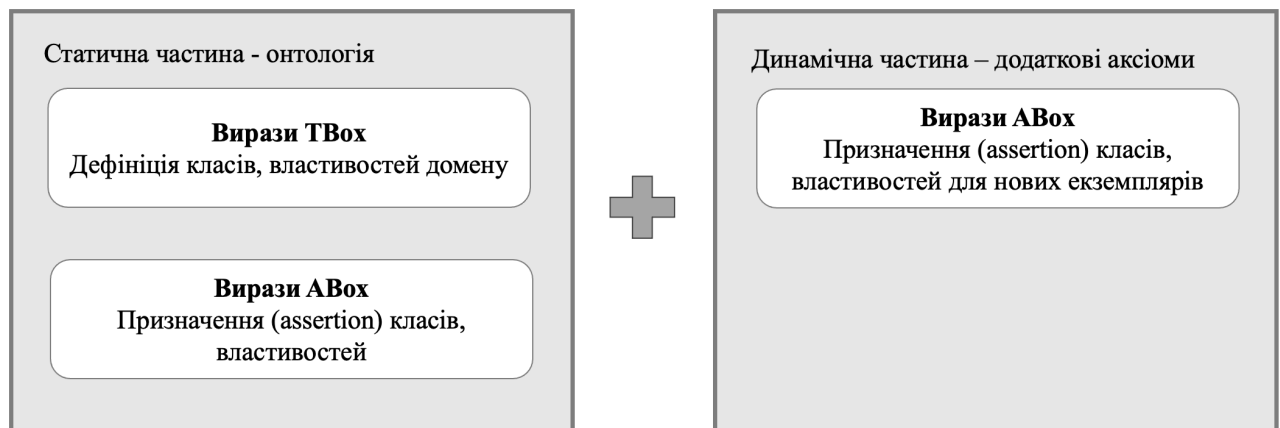 Статична частина - онтологія
Вирази TBox
Дефініція класів, властивостей домену
Вирази ABox
Призначення (assertion) класів,
властивостей
Динамічна частина – додаткові аксіоми
Вирази ABox
Призначення (assertion) класів,
властивостей для нових екземплярів